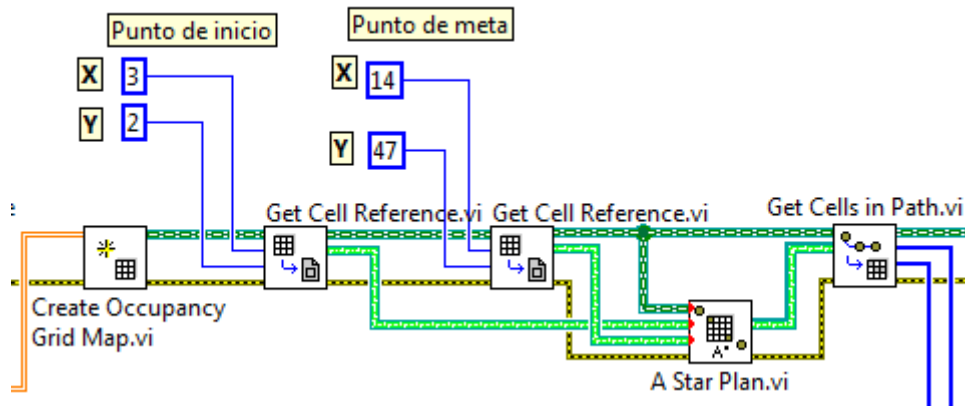 Punto de inicio
Punto de meta
X 3
X 14
Y 2
Y 47
e
Get Cell Reference.vi
Get Cell Reference.vi
Get Cells in Path.vi
Create Occupancy
Grid Map.vi
A*
A Star Plan.vi